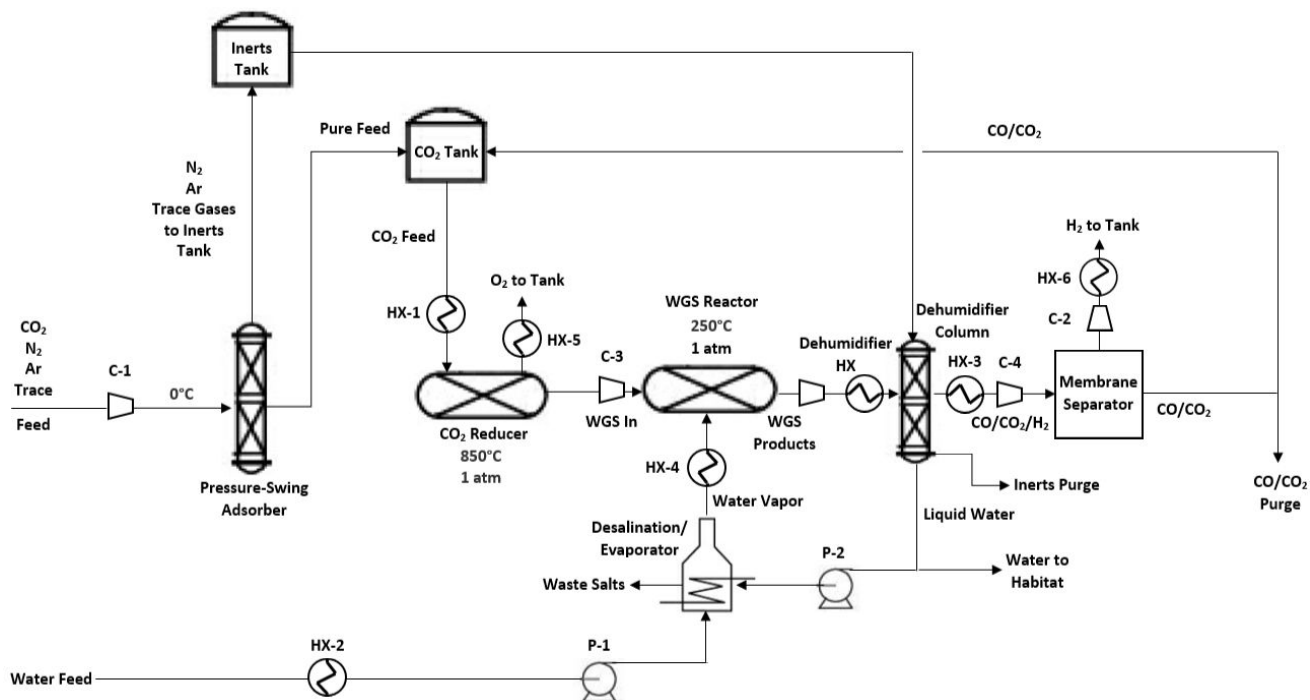 Inerts
Tank
Pure Feed
CO₂ Tank
CO/CO₂
N₂
Ar
Trace Gases
to Inerts
Tank
CO₂ Feed
H₂ to Tank
O₂ to Tank
HX-1
HX-5
WGS Reactor
250°C
1 atm
Dehumidifier
Column
HX-6
C-2
CO₂
N₂
Ar
Trace
Feed
C-1
0°C
C-3
Dehumidifier
HX
HX-3
C-4
Membrane
Separator
WGS In
WGS
Products
CO/CO₂/H₂
CO/CO₂
CO₂ Reducer
850°C
1 atm
HX-4
Pressure-Swing
Adsorber
Water Vapor
Inerts Purge
CO/CO₂
Purge
Liquid Water
Desalination/
Evaporator
P-2
Waste Salts
Water to
Habitat
HX-2
P-1
Water Feed